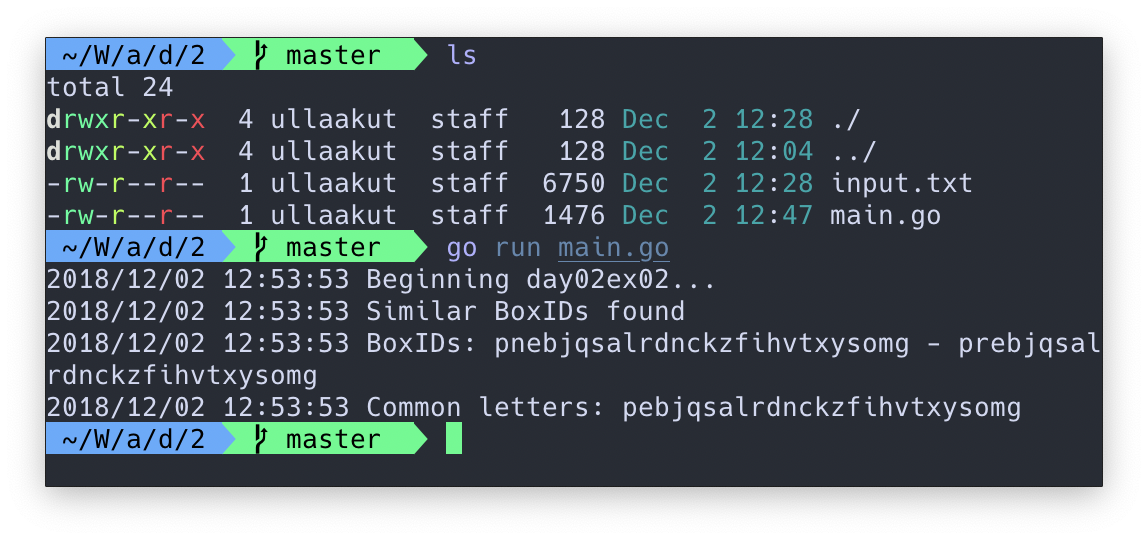 ~/W/a/d/2 master ls
total 24
drwxr-xr-x 4 ullaakut staff 128 Dec 2 12:28 ./
drwxr-xr-x 4 ullaakut staff 128 Dec 2 12:04 ../
-rw-r--r-- 1 ullaakut staff 6750 Dec 2 12:28 input.txt
-rw-r--r-- 1 ullaakut staff 1476 Dec 2 12:47 main.go
~/W/a/d/2 master go run main.go
2018/12/02 12:53:53 Beginning day02ex02...
2018/12/02 12:53:53 Similar BoxIDs found
2018/12/02 12:53:53 BoxIDs: pnebjqsalrdnckzfihvtxysomg - prebjqsal
rdnckzfihvtxysomg
2018/12/02 12:53:53 Common letters: pebjqsalrdnckzfihvtxysomg
~/W/a/d/2 master